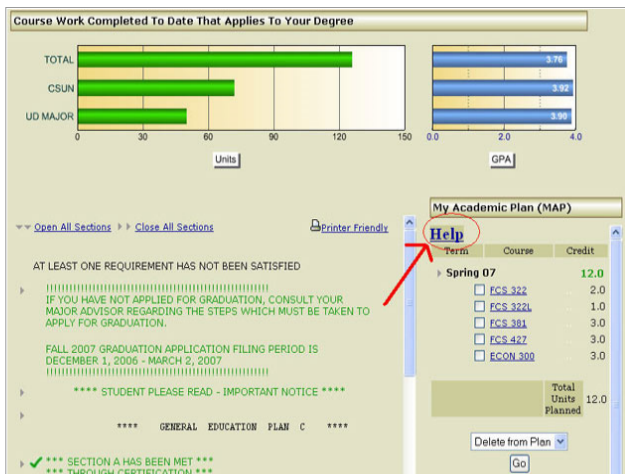 Course Work Completed To Date That Applies To Your Degree
TOTAL
CSUN
UD MAJOR
0 30 60 90 120 150
Units
3.76
3.92
3.90
0.0 2.0 4.0
GPA
Open All Sections Close All Sections Printer Friendly
AT LEAST ONE REQUIREMENT HAS NOT BEEN SATISFIED
!!!!!!!!!!!!!!!!!!!!!!!!!!!!!!!!!!!!!!!!!!!!!!!!!!!!!!!!!!!!!!
IF YOU HAVE NOT APPLIED FOR GRADUATION, CONSULT YOUR
MAJOR ADVISOR REGARDING THE STEPS WHICH MUST BE TAKEN TO
APPLY FOR GRADUATION.
FALL 2007 GRADUATION APPLICATION FILING PERIOD IS
DECEMBER 1, 2006 - MARCH 2, 2007
!!!!!!!!!!!!!!!!!!!!!!!!!!!!!!!!!!!!!!!!!!!!!!!!!!!!!!!!!!!!!!
**** STUDENT PLEASE READ - IMPORTANT NOTICE ****
**** GENERAL EDUCATION PLAN C ****
*** SECTION A HAS BEEN MET ***
*** THROUGH CERTIFICATION ***
My Academic Plan (MAP)
Help
Term Course Credit
Spring 07 12.0
FCS 322 2.0
FCS 322L 1.0
FCS 381 3.0
FCS 427 3.0
ECON 300 3.0
Total
Units 12.0
Planned
Delete from Plan
Go